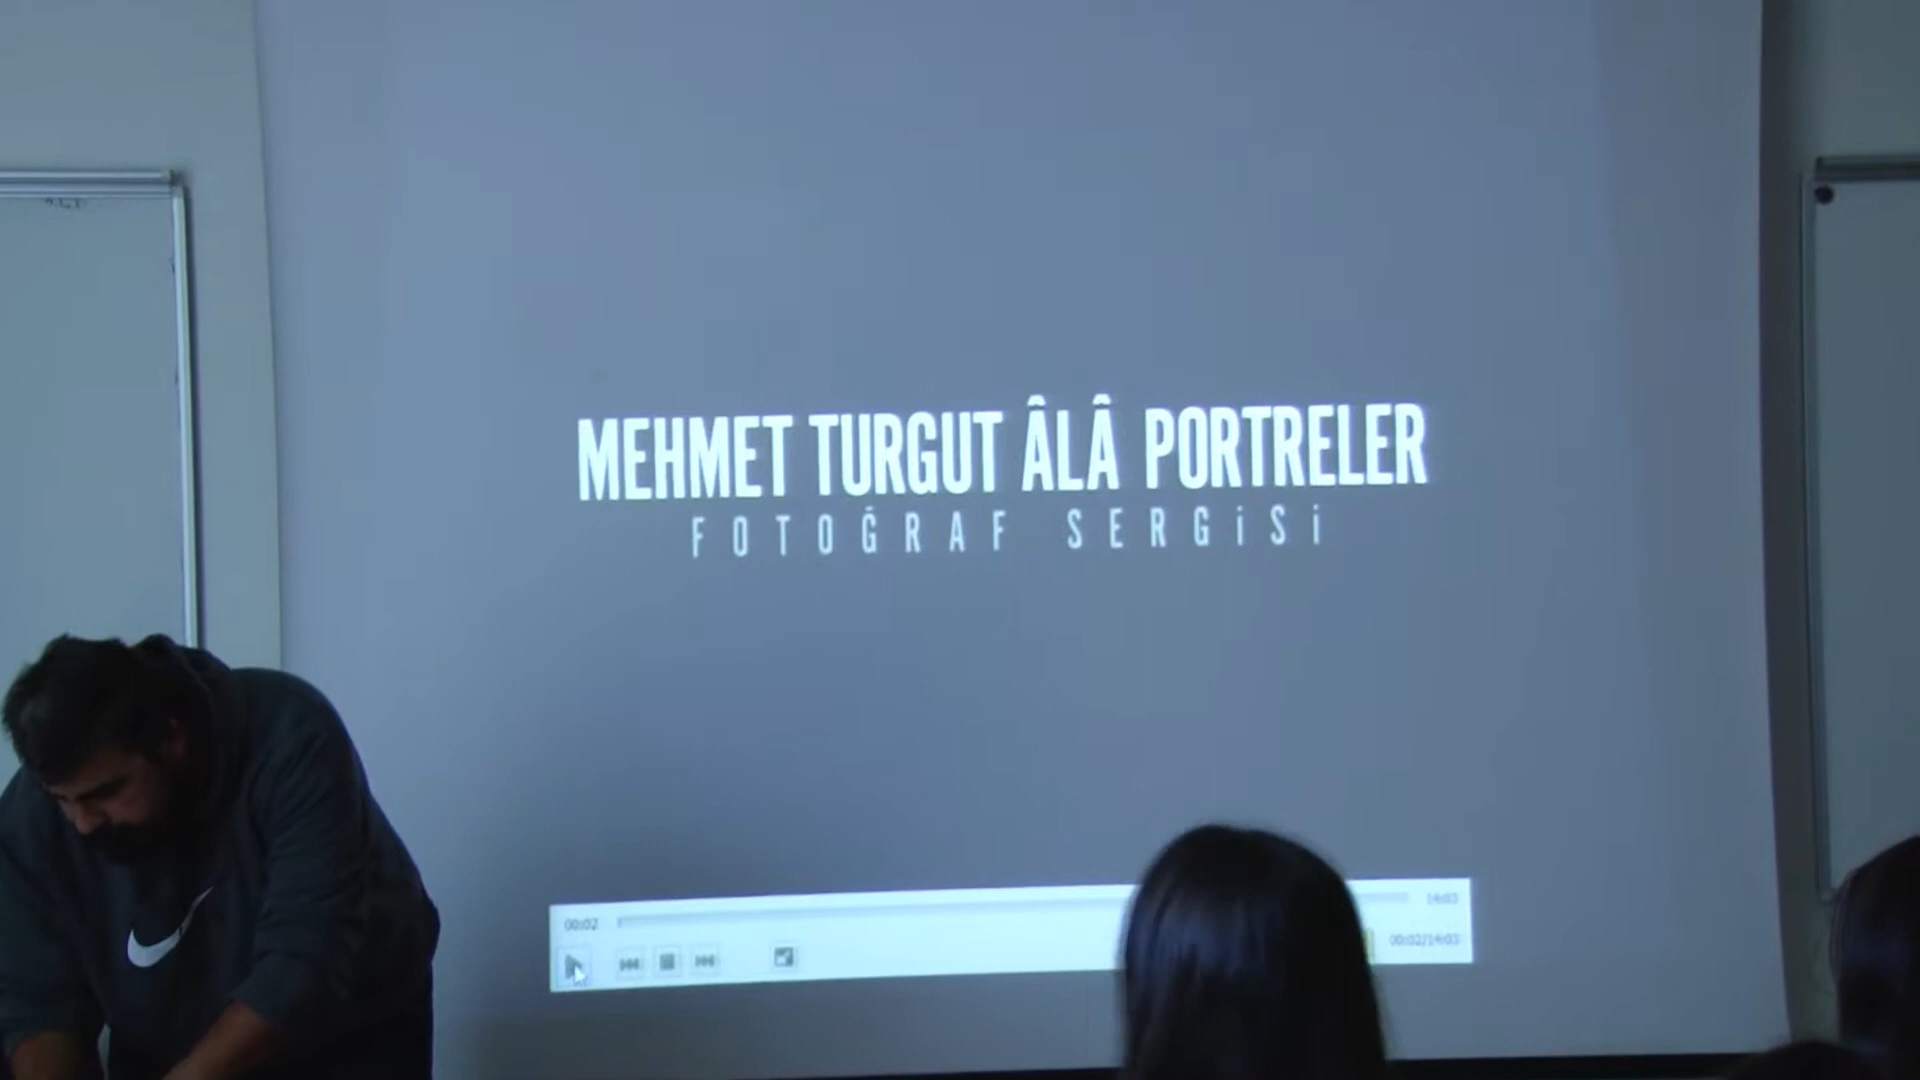 MEHMET TURGUT ÂLÂ PORTRELER
FOTOĞRAF SERGİSİ
00:02
14:03
00:02/14:03